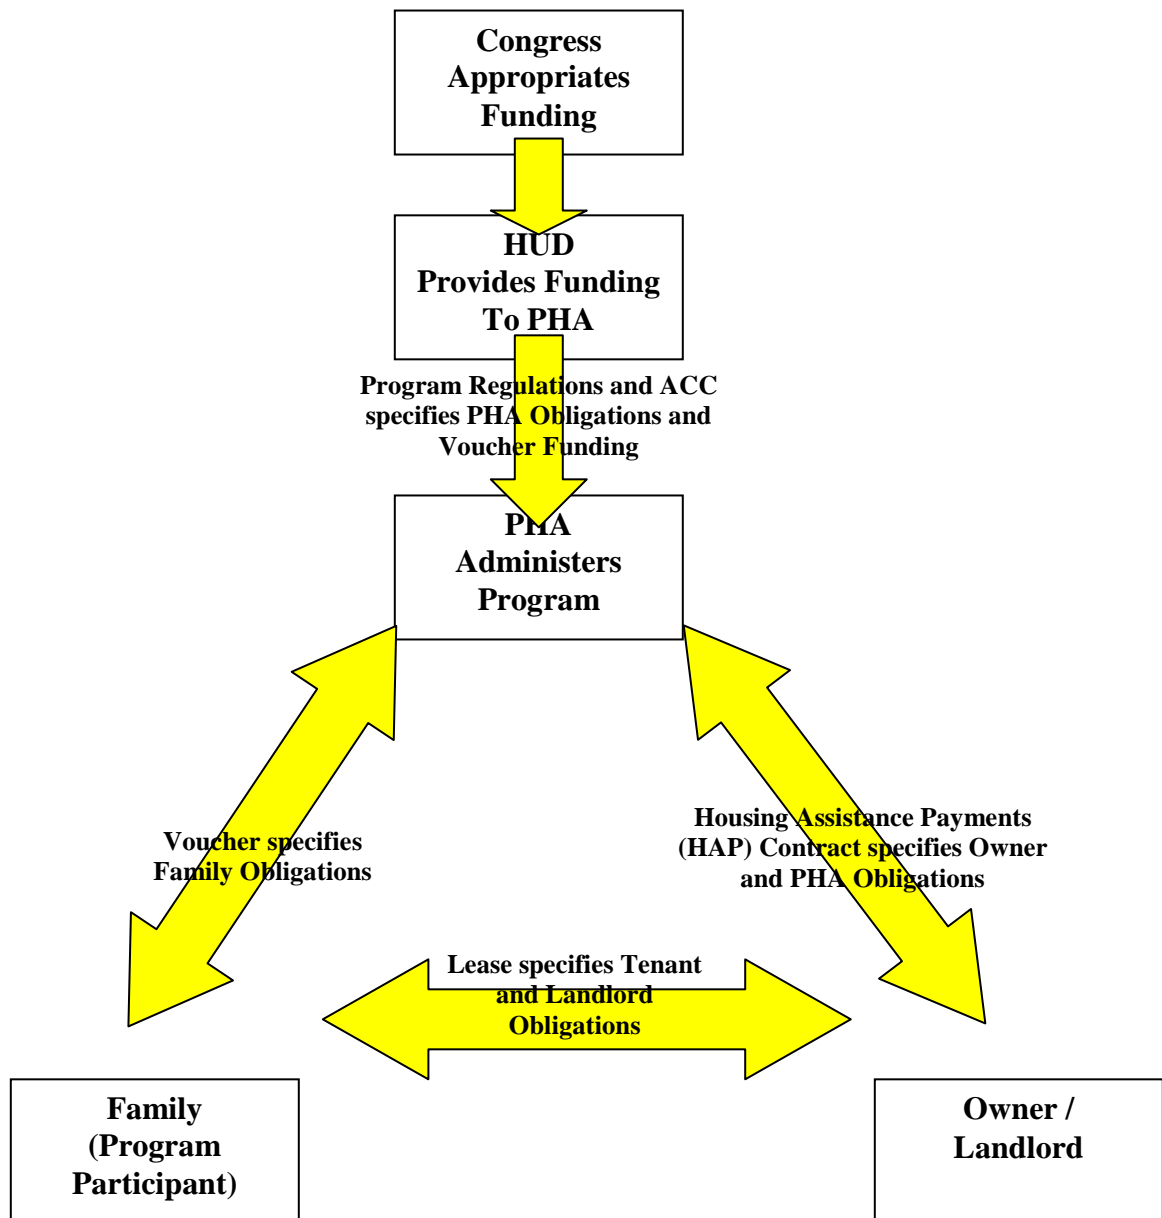 Congress
Appropriates
Funding
HUD
Provides Funding
To PHA
Program Regulations and ACC
specifies PHA Obligations and
Voucher Funding
PHA
Administers
Program
Voucher specifies
Family Obligations
Housing Assistance Payments
(HAP) Contract specifies Owner
and PHA Obligations
Lease specifies Tenant
and Landlord
Obligations
Family
(Program
Participant)
Owner /
Landlord